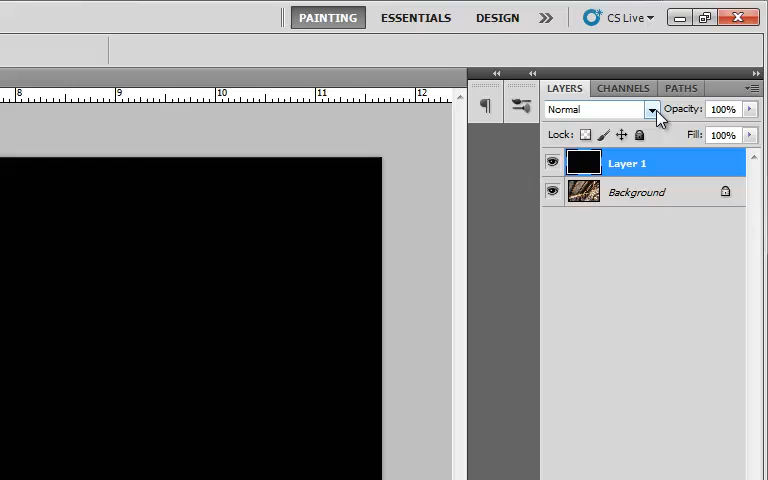 PAINTING ESSENTIALS DESIGN CS Live
8 9 10 11 12
LAYERS CHANNELS PATHS
Normal Opacity: 100%
Lock: Fill: 100%
Layer 1
Background